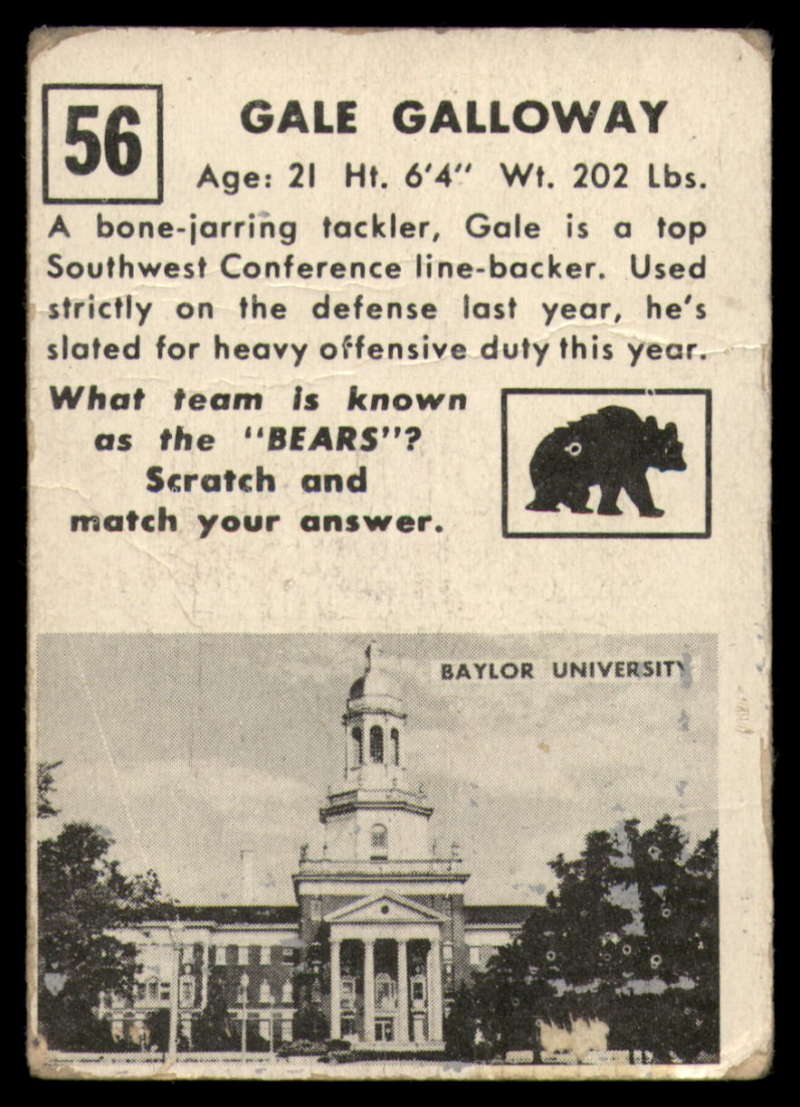 56
GALE GALLOWAY
Age: 21 Ht. 6'4" Wt. 202 Lbs.
A bone-jarring tackler, Gale is a top
Southwest Conference line-backer. Used
strictly on the defense last year, he's
slated for heavy offensive duty this year.
What team is known
as the "BEARS"?
Scratch and
match your answer.
BAYLOR UNIVERSITY